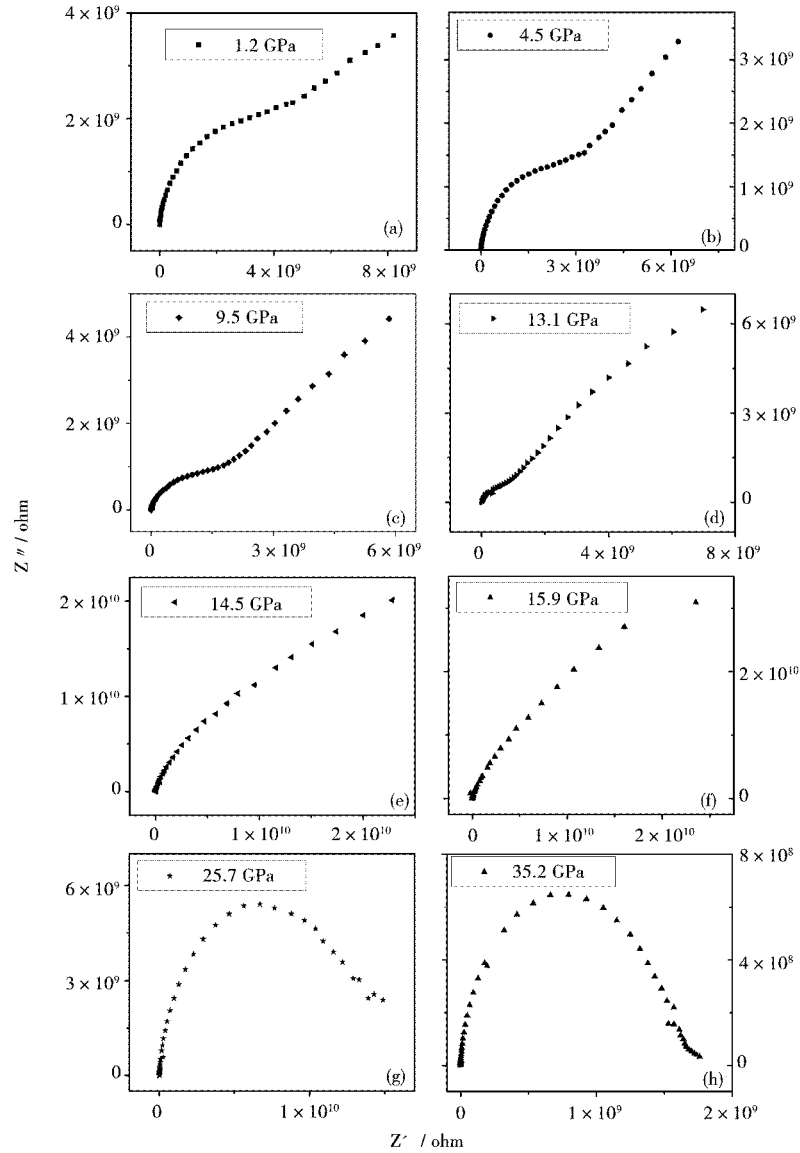 4 × 10⁹
1.2 GPa
2 × 10⁹
0
(a)
0
4 × 10⁹
8 × 10⁹
4.5 GPa
3 × 10⁹
1 × 10⁹
0
(b)
0
3 × 10⁹
6 × 10⁹
9.5 GPa
4 × 10⁹
2 × 10⁹
0
(c)
0
3 × 10⁹
6 × 10⁹
13.1 GPa
6 × 10⁹
3 × 10⁹
0
(d)
0
4 × 10⁹
8 × 10⁹
Z ″ / ohm
14.5 GPa
2 × 10¹⁰
1 × 10¹⁰
0
(e)
0
1 × 10¹⁰
2 × 10¹⁰
15.9 GPa
2 × 10¹⁰
0
(f)
0
1 × 10¹⁰
2 × 10¹⁰
25.7 GPa
6 × 10⁹
3 × 10⁹
0
(g)
0
1 × 10¹⁰
35.2 GPa
8 × 10⁸
4 × 10⁸
0
(h)
0
1 × 10⁹
2 × 10⁹
Z′ / ohm